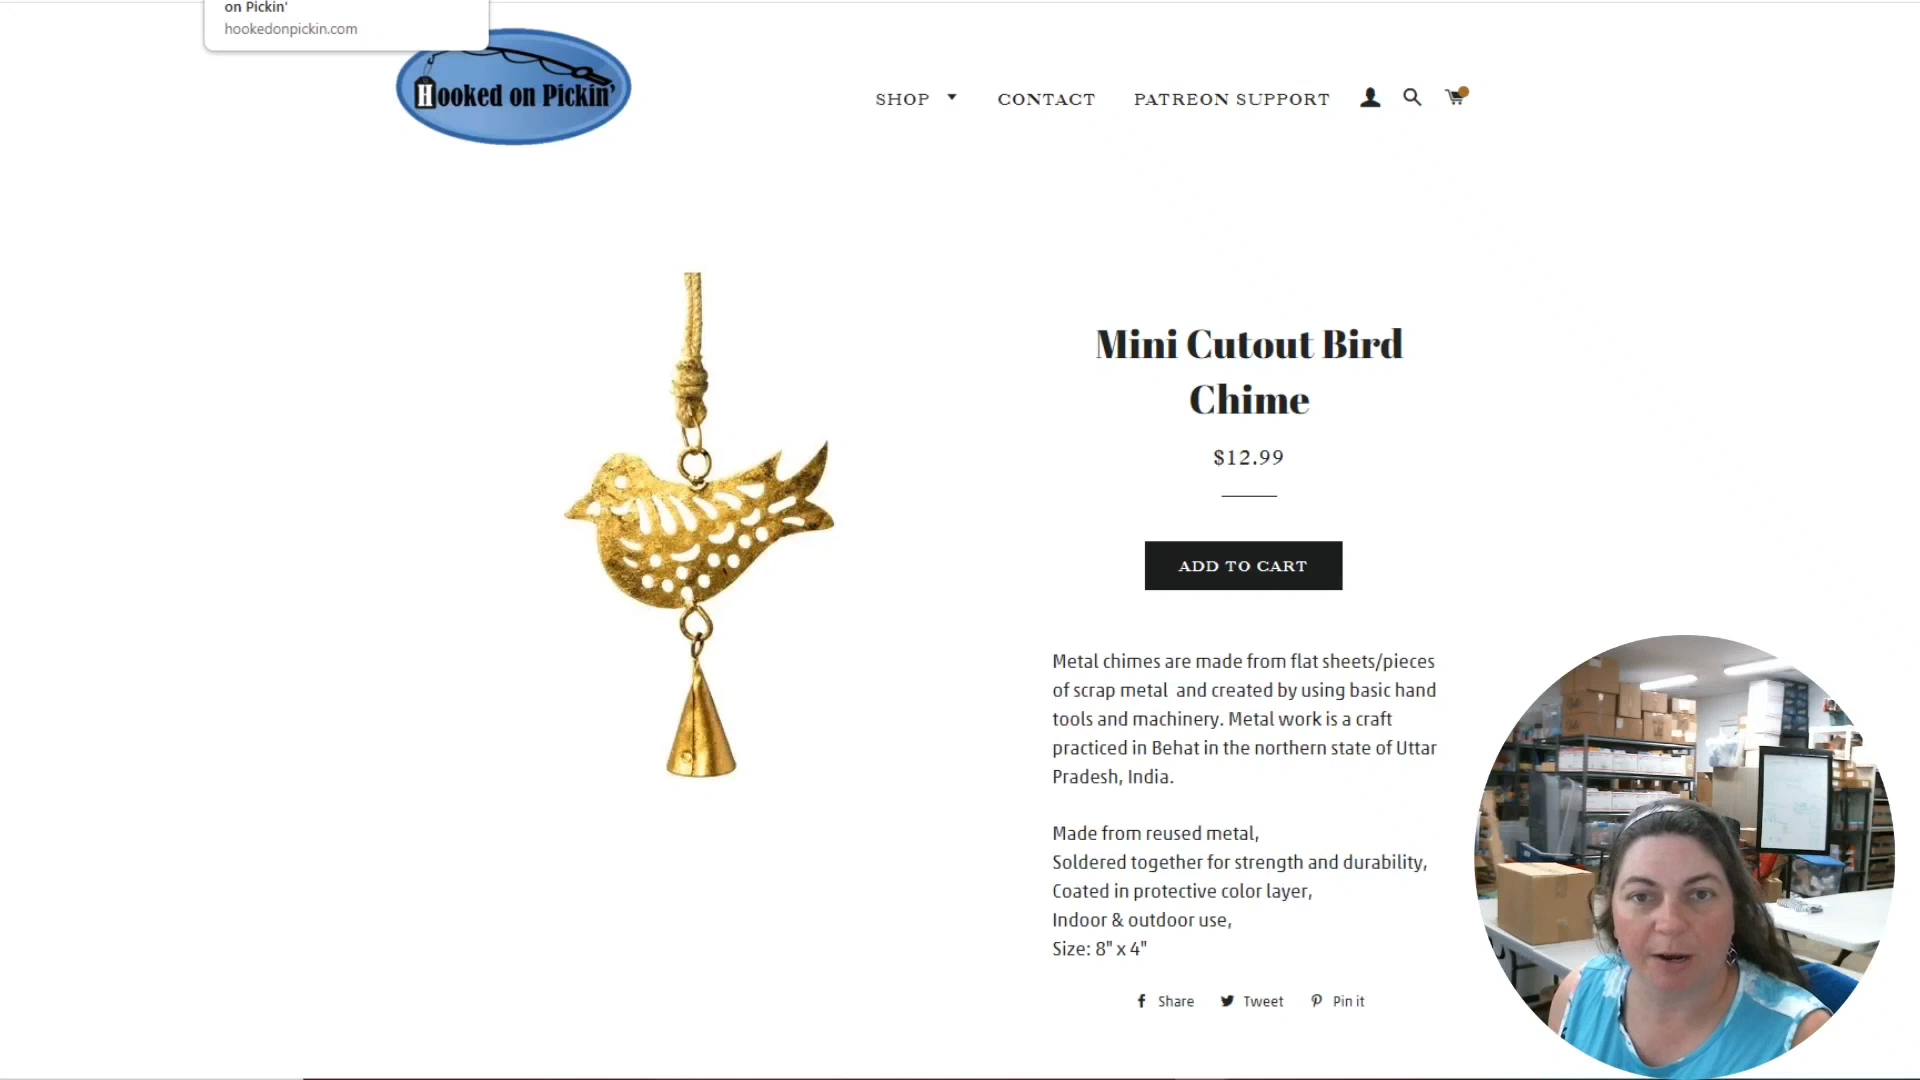 on Pickin'
hookedonpickin.com
Hooked on Pickin'
SHOP
CONTACT
PATREON SUPPORT
Mini Cutout Bird
Chime
$12.99
ADD TO CART
Metal chimes are made from flat sheets/pieces
of scrap metal and created by using basic hand
tools and machinery. Metal work is a craft
practiced in Behat in the northern state of Uttar
Pradesh, India.
Made from reused metal,
Soldered together for strength and durability,
Coated in protective color layer,
Indoor & outdoor use,
Size: 8" x 4"
Share
Tweet
Pin it